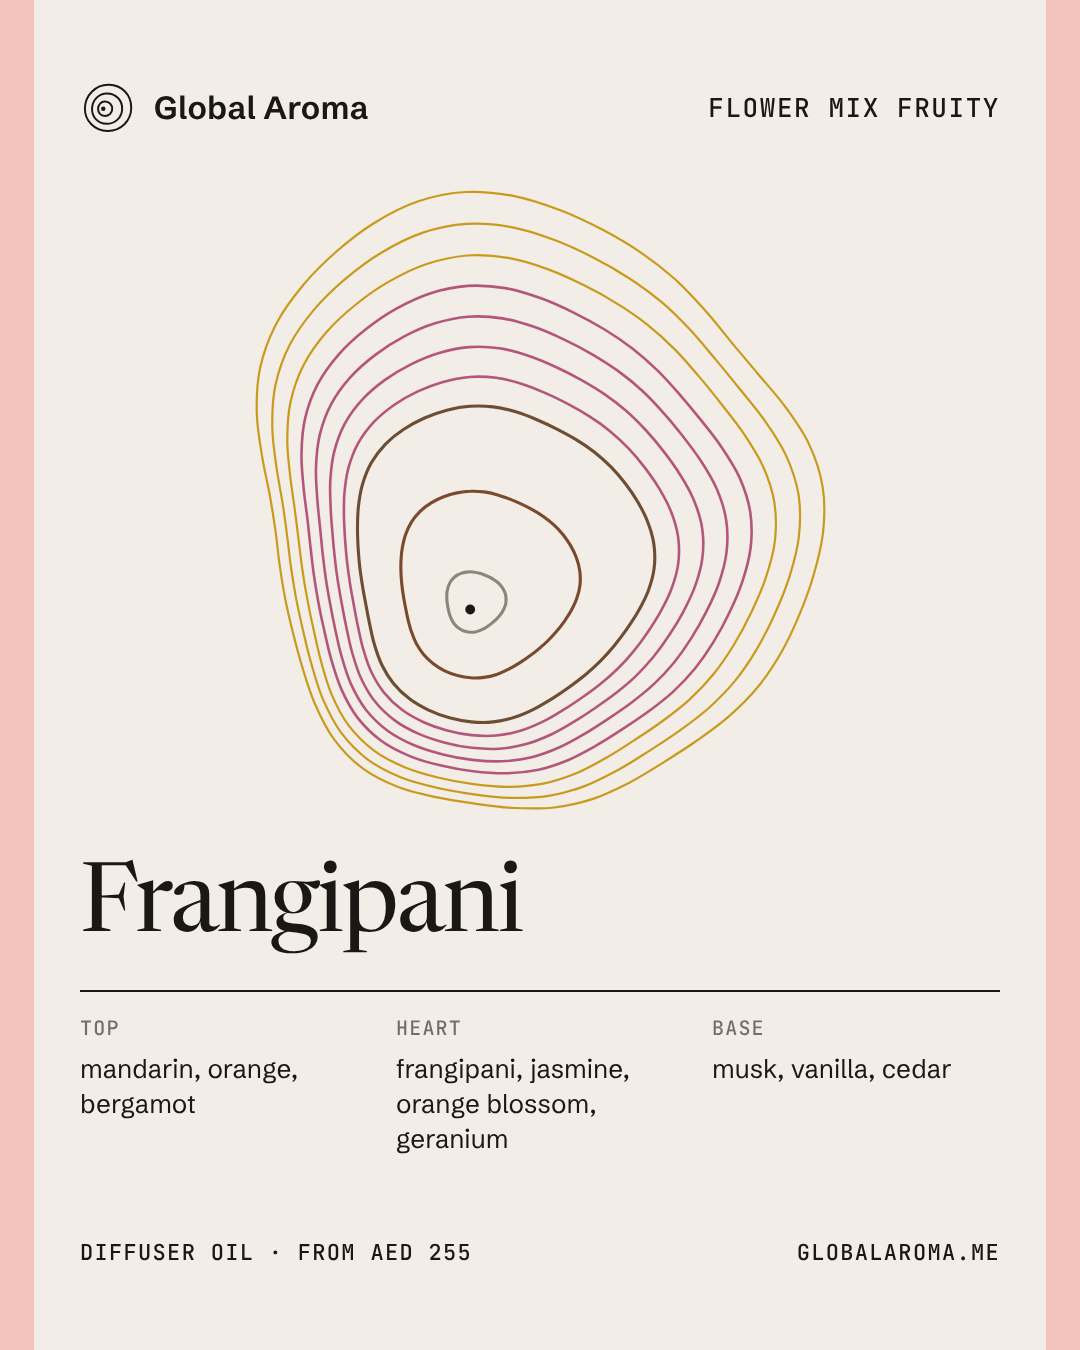 Global Aroma
FLOWER MIX FRUITY
Frangipani
TOP
mandarin, orange,
bergamot
HEART
frangipani, jasmine,
orange blossom,
geranium
BASE
musk, vanilla, cedar
DIFFUSER OIL · FROM AED 255
GLOBALAROMA.ME